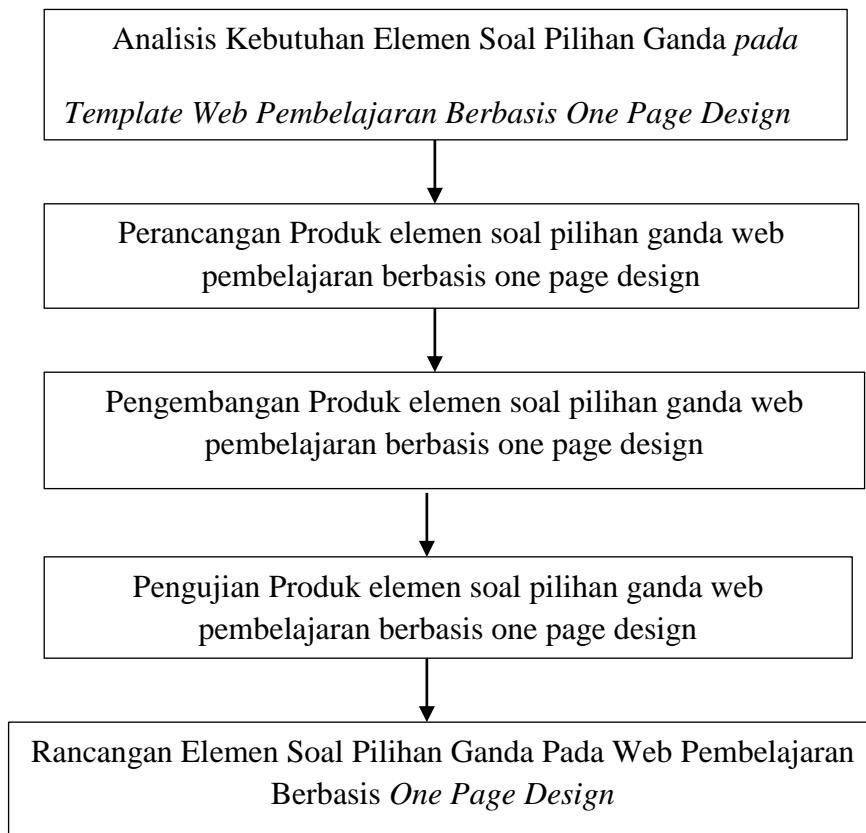 Analisis Kebutuhan Elemen Soal Pilihan Ganda pada
Template Web Pembelajaran Berbasis One Page Design
Perancangan Produk elemen soal pilihan ganda web
pembelajaran berbasis one page design
Pengembangan Produk elemen soal pilihan ganda web
pembelajaran berbasis one page design
Pengujian Produk elemen soal pilihan ganda web
pembelajaran berbasis one page design
Rancangan Elemen Soal Pilihan Ganda Pada Web Pembelajaran
Berbasis One Page Design